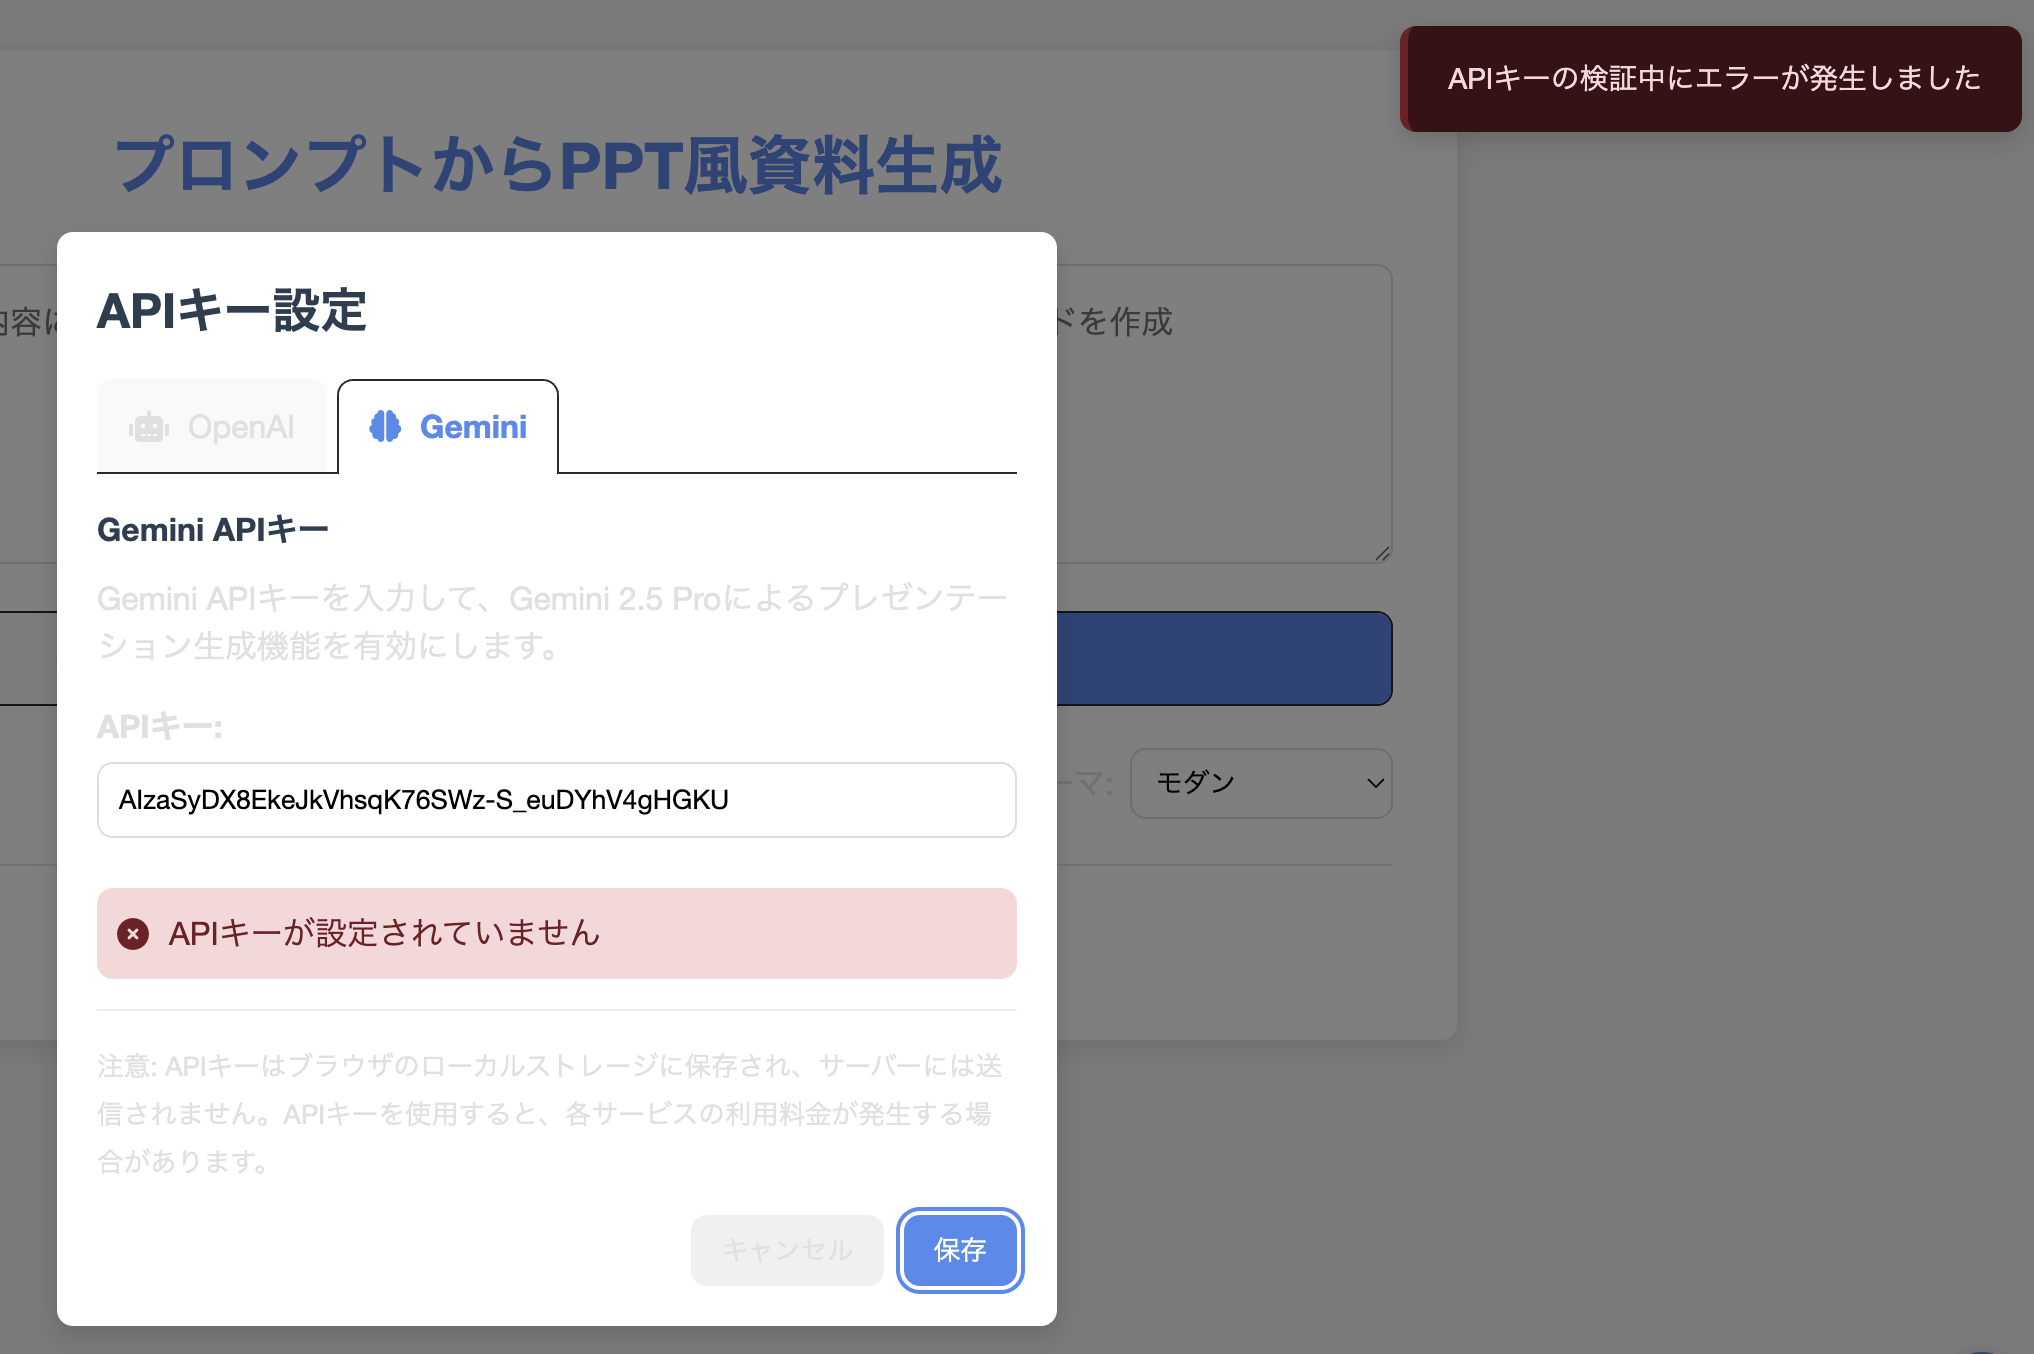 APIキーの検証中にエラーが発生しました
プロンプトからPPT風資料生成
APIキー設定
OpenAI
Gemini
Gemini APIキー
Gemini APIキーを入力して、Gemini 2.5 Proによるプレゼンテー
ション生成機能を有効にします。
APIキー:
AIzaSyDX8EkeJkVhsqK76SWz-S_euDYhV4gHGKU
APIキーが設定されていません
注意: APIキーはブラウザのローカルストレージに保存され、サーバーには送
信されません。APIキーを使用すると、各サービスの利用料金が発生する場
合があります。
キャンセル
保存
内容に
ドを作成
ーマ:
モダン